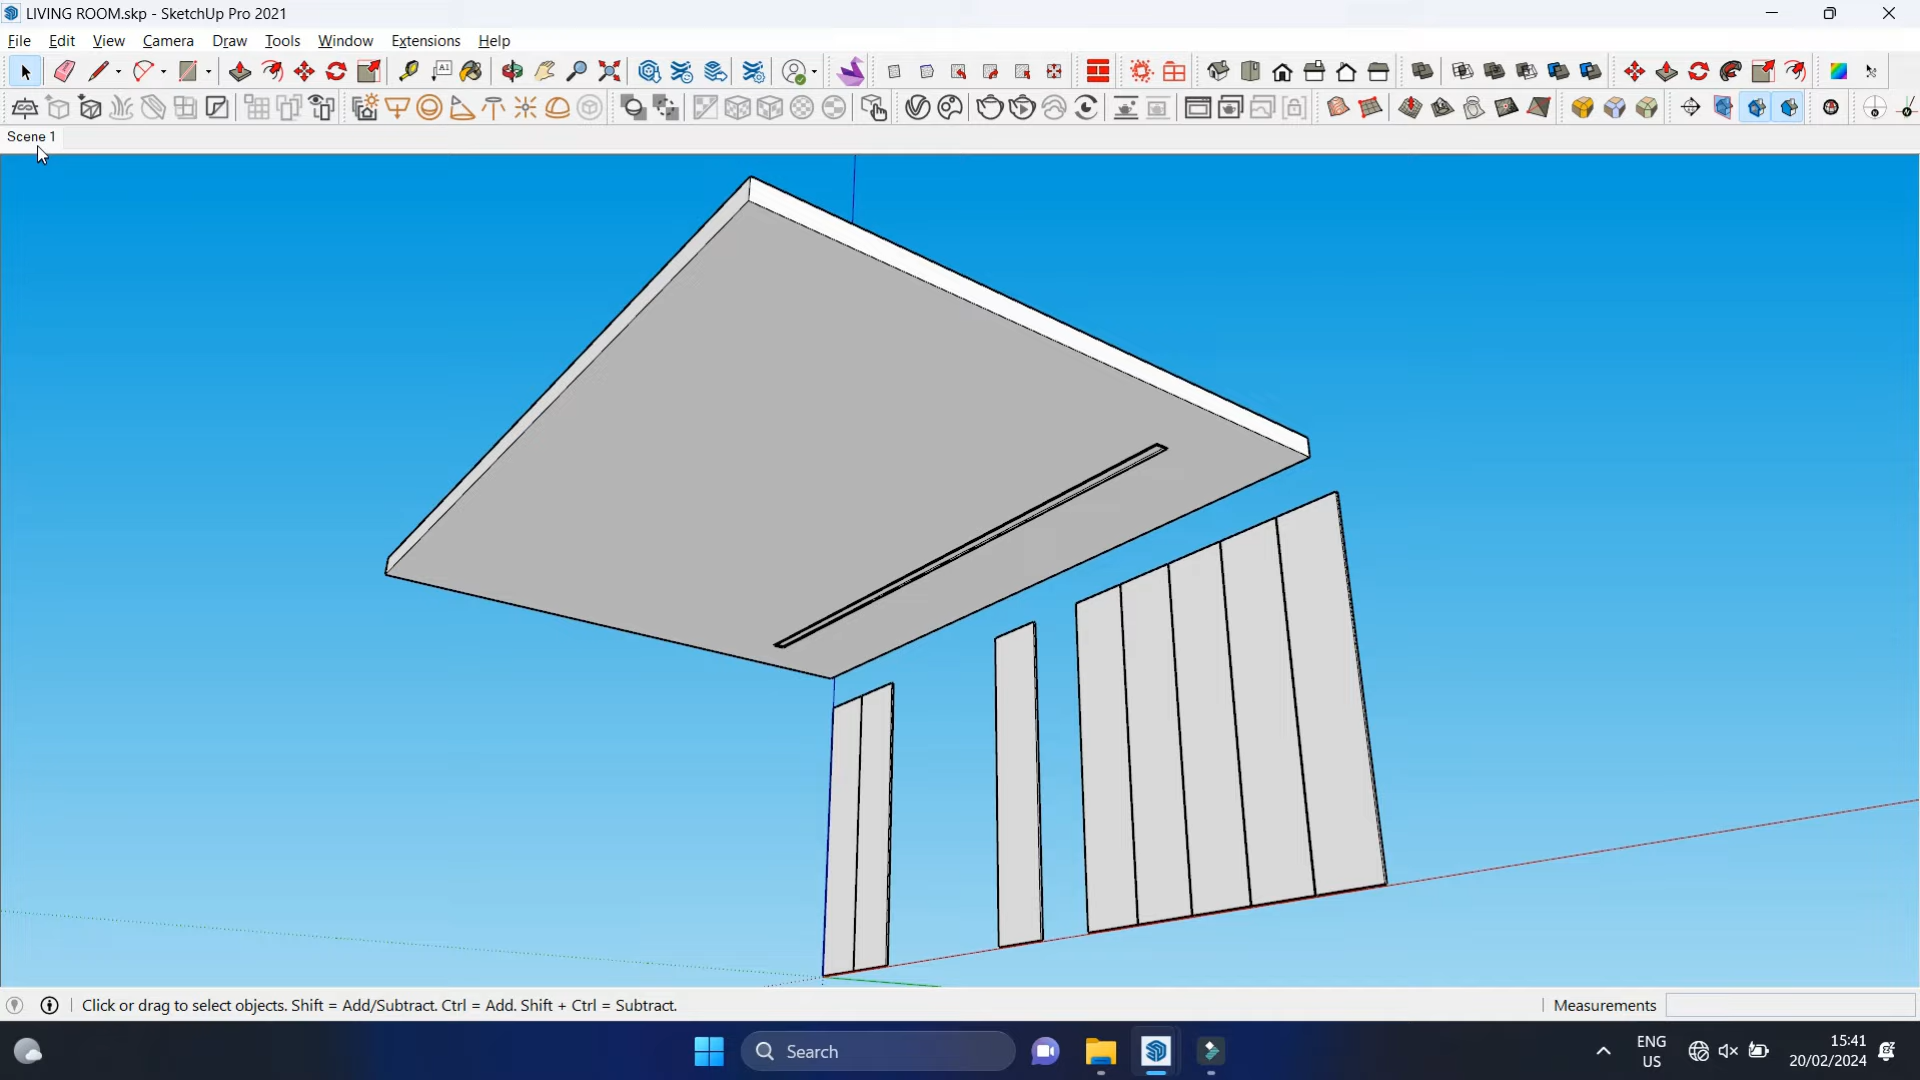 LIVING ROOM.skp - SketchUp Pro 2021
File Edit View Camera Draw Tools Window Extensions Help
Scene 1
Click or drag to select objects. Shift = Add/Subtract. Ctrl = Add. Shift + Ctrl = Subtract.
Measurements
Search
ENG
US
15:41
20/02/2024